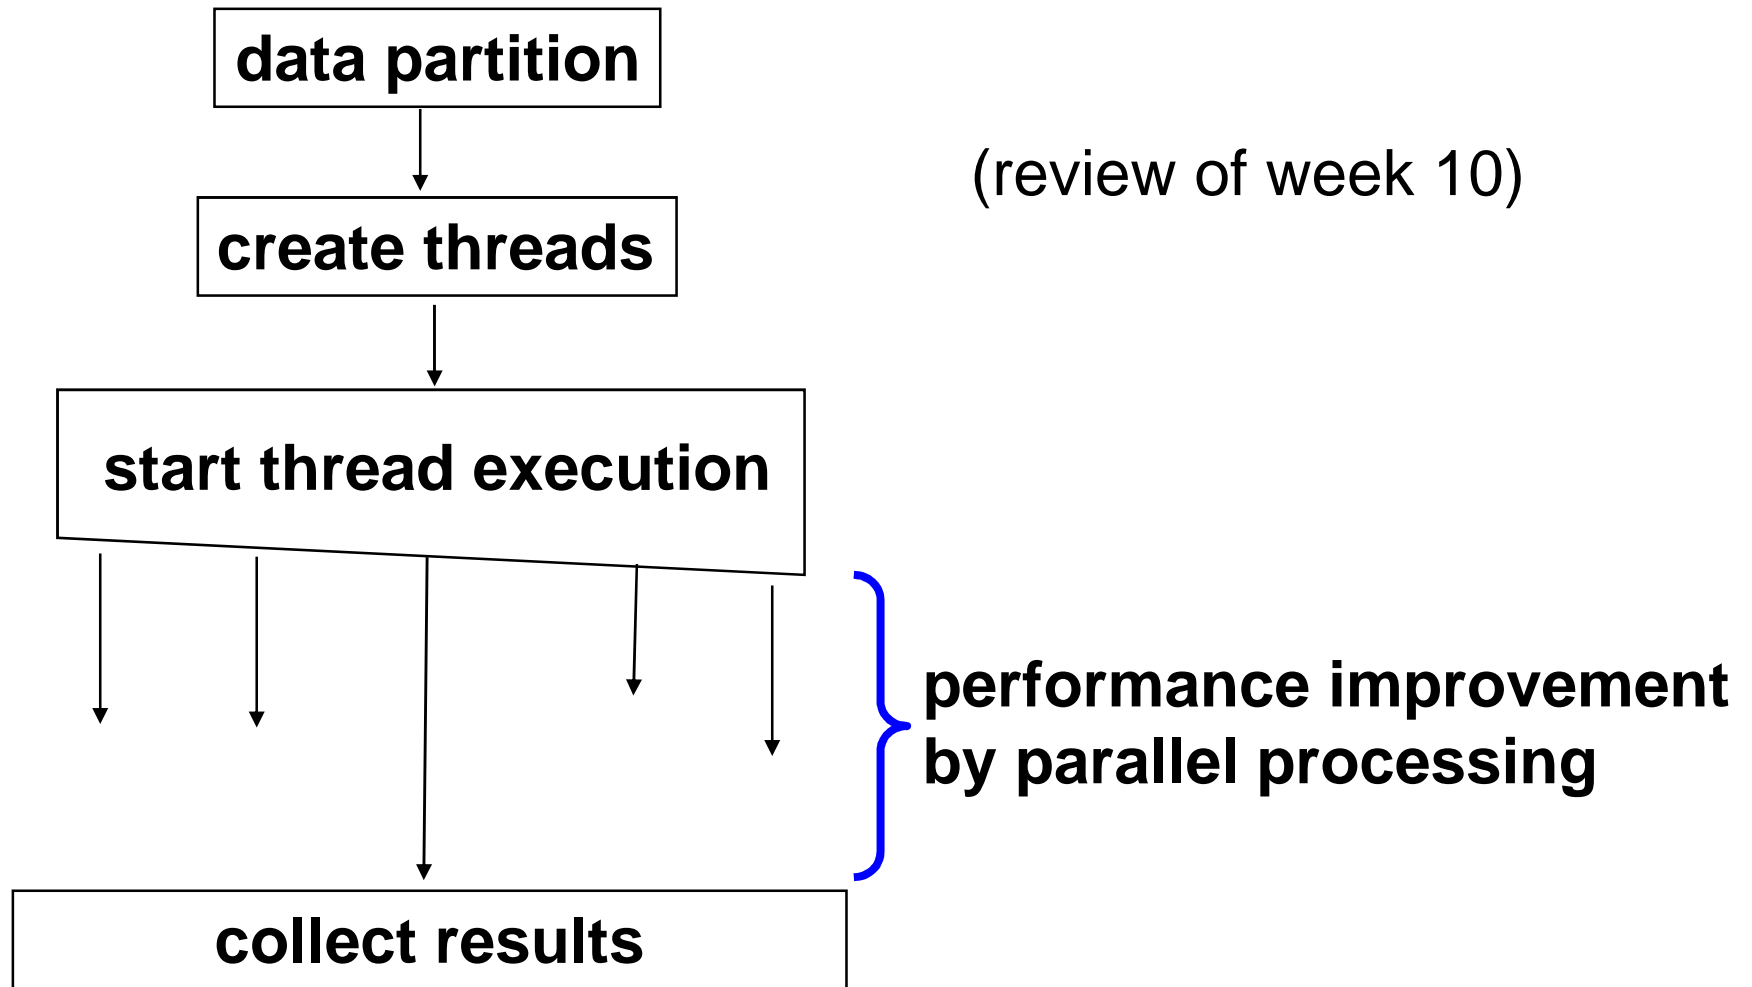 data partition
(review of week 10)
create threads
start thread execution
performance improvement
by parallel processing
collect results